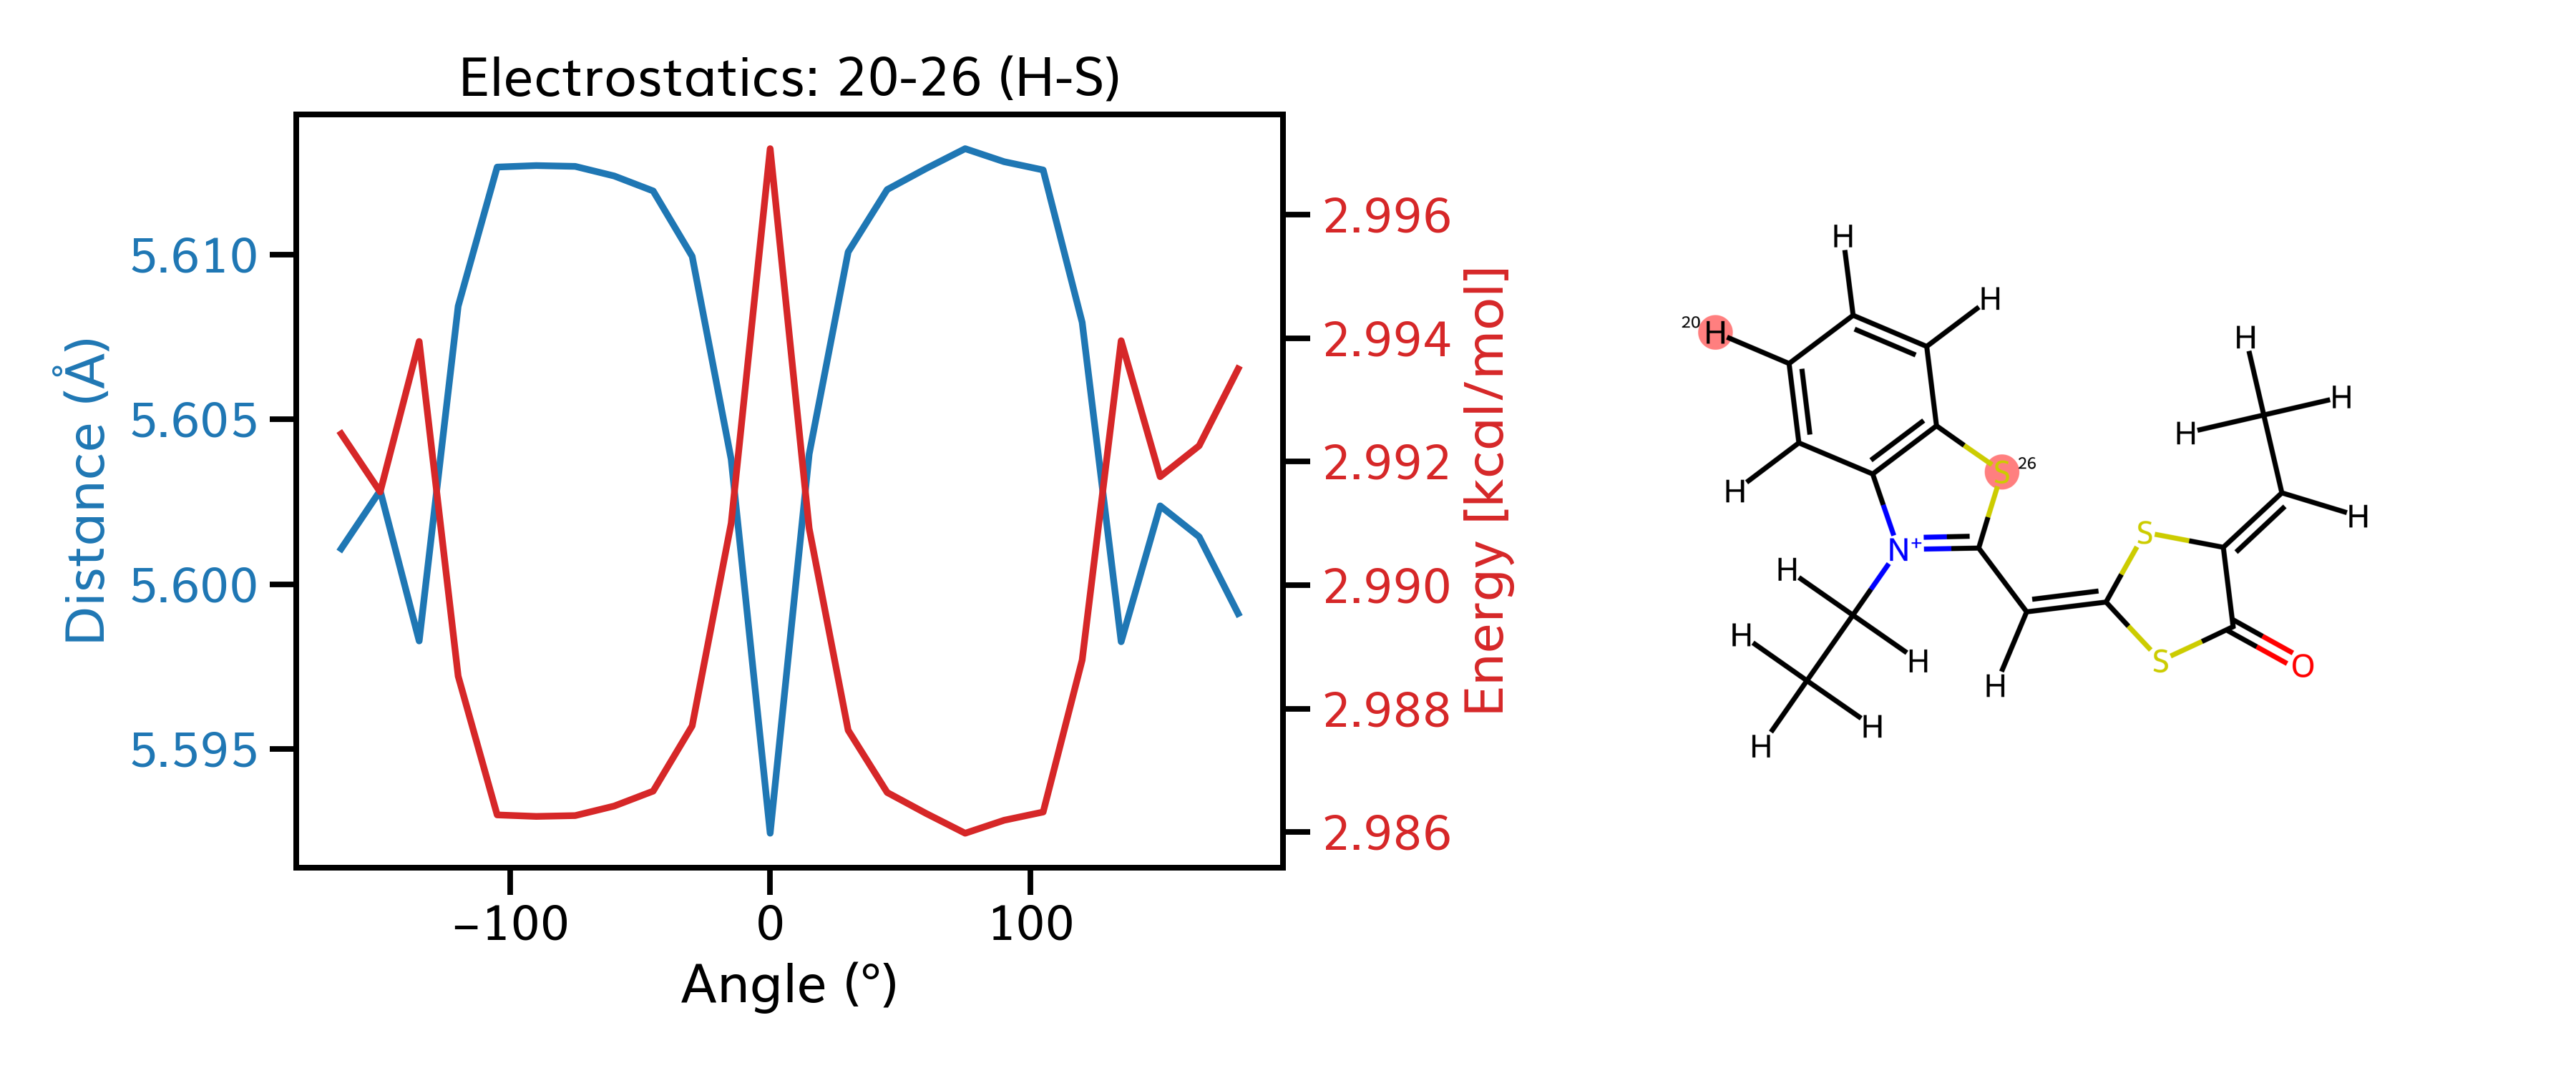 Electrostatics: 20-26 (H-S)
Distance (Å)
5.610
5.605
5.600
5.595
2.996
2.994
2.992
2.990
2.988
2.986
Energy [kcal/mol]
−100
0
100
Angle (°)
H
H
20
H
H
H
H
H
S
26
S
H
H
N+
H
H
S
O
H
H
H
H